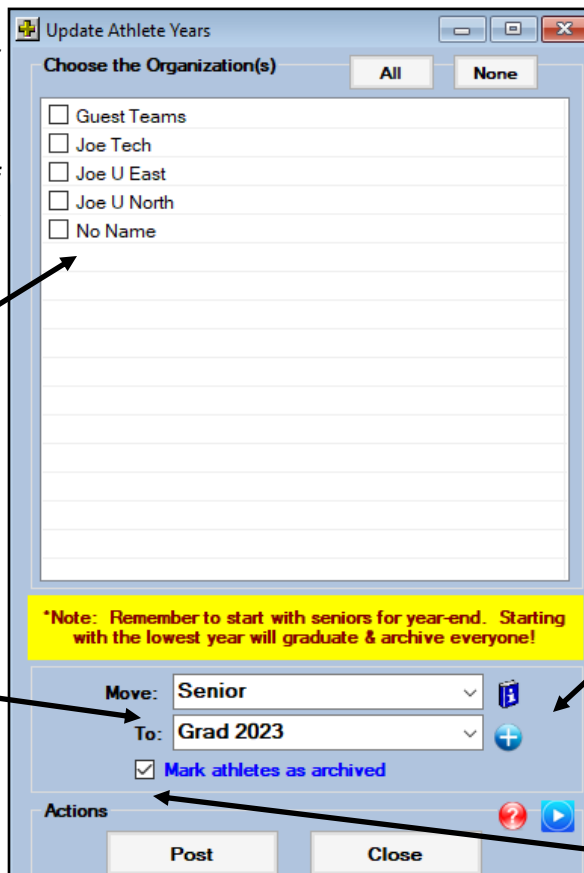 Update Athlete Years
Choose the Organization(s)
All
None
Guest Teams
Joe Tech
Joe U East
Joe U North
No Name
*Note: Remember to start with seniors for year-end. Starting
with the lowest year will graduate & archive everyone!
Move: Senior
To: Grad 2023
Mark athletes as archived
Actions
Post
Close